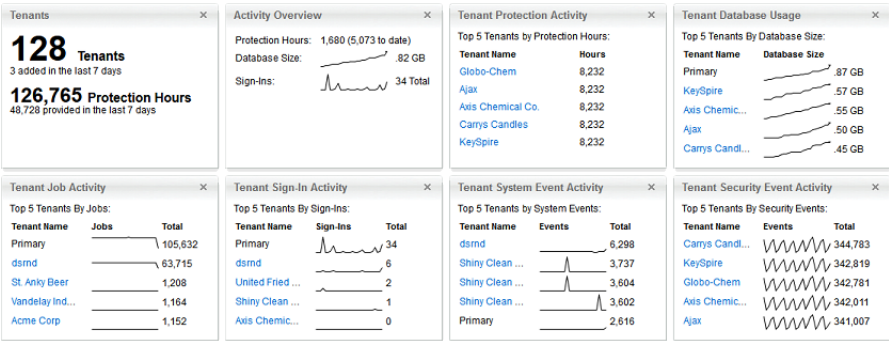 Tenants ×
128 Tenants
3 added in the last 7 days
126,765 Protection Hours
48,728 provided in the last 7 days
Activity Overview ×
Protection Hours: 1,680 (5,073 to date)
Database Size: .82 GB
Sign-Ins: 34 Total
Tenant Protection Activity ×
Top 5 Tenants by Protection Hours:
Tenant Name Hours
Globo-Chem 8,232
Ajax 8,232
Axis Chemical Co. 8,232
Carrys Candles 8,232
KeySpire 8,232
Tenant Database Usage ×
Top 5 Tenants By Database Size:
Tenant Name Database Size
Primary .87 GB
KeySpire .57 GB
Axis Chemic... .55 GB
Ajax .50 GB
Carrys Candl... .45 GB
Tenant Job Activity ×
Top 5 Tenants By Jobs:
Tenant Name Jobs Total
Primary 105,632
dsrnd 63,715
St. Anky Beer 1,208
Vandelay Ind... 1,164
Acme Corp 1,152
Tenant Sign-In Activity ×
Top 5 Tenants By Sign-Ins:
Tenant Name Sign-Ins Total
Primary 34
dsrnd 6
United Fried ... 2
Shiny Clean ... 1
Axis Chemic... 0
Tenant System Event Activity ×
Top 5 Tenants by System Events:
Tenant Name Events Total
dsrnd 6,298
Shiny Clean ... 3,737
Shiny Clean ... 3,604
Shiny Clean ... 3,602
Primary 2,616
Tenant Security Event Activity ×
Top 5 Tenants By Security Events:
Tenant Name Events Total
Carrys Candl... 344,783
KeySpire 342,819
Globo-Chem 342,781
Axis Chemic... 342,011
Ajax 341,007